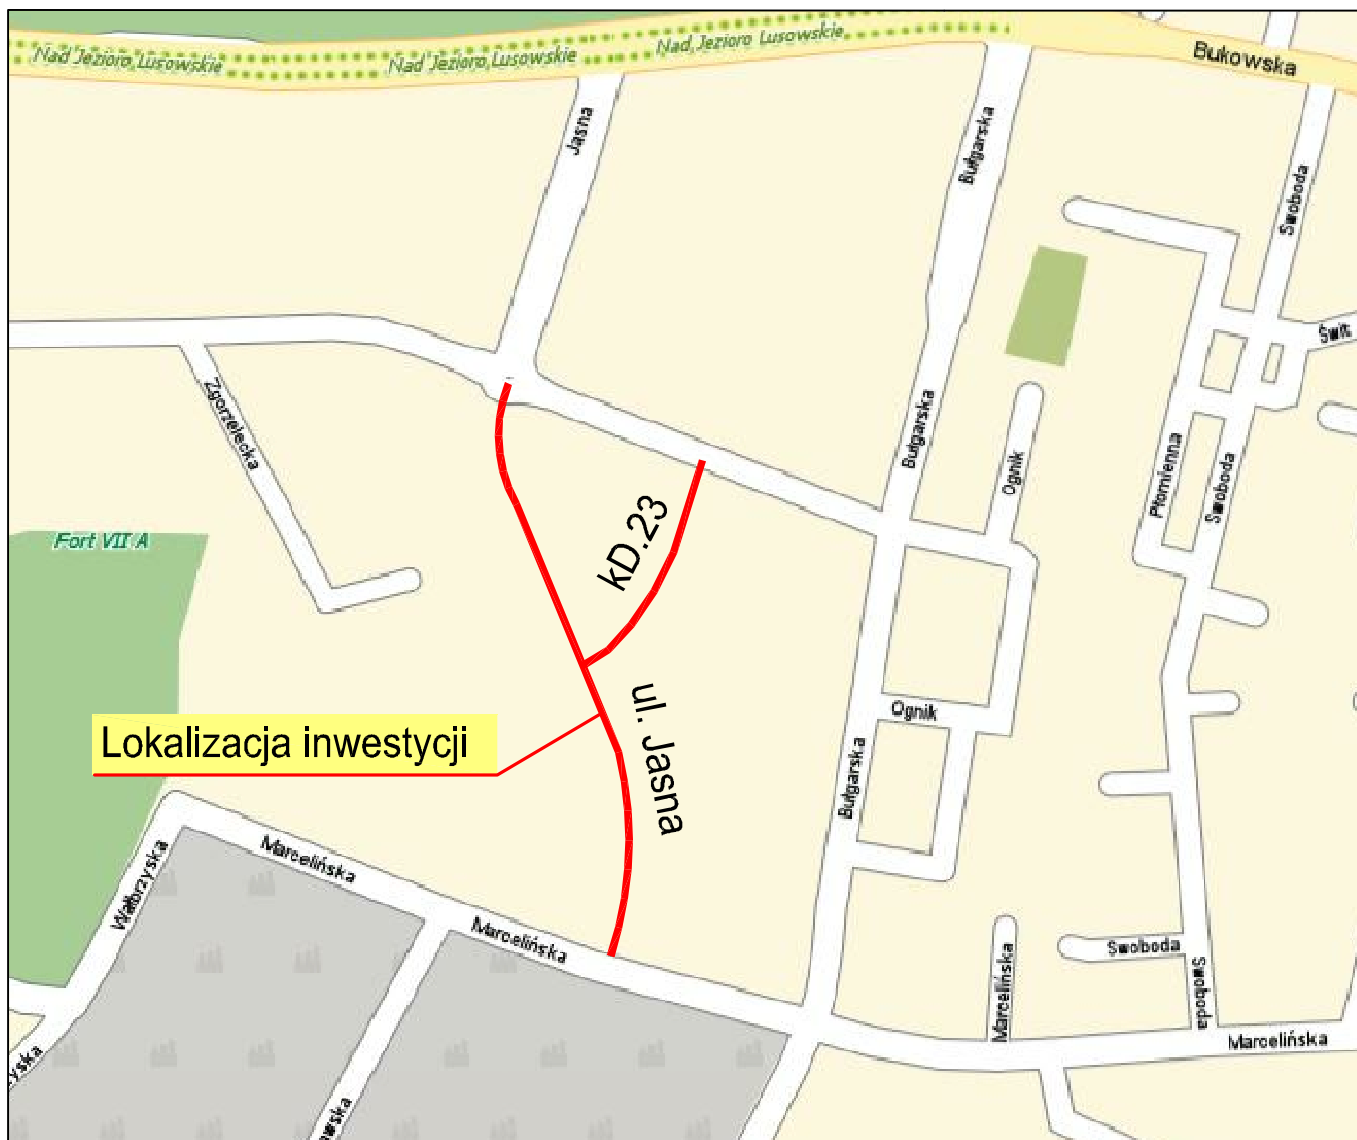 Nad Jezioro Lusowskie
Nad Jezioro Lusowskie
Nad Jezioro Lusowskie
Bukowska
Jasna
Bułgarska
Swoboda
Świt
Zgorzelecka
Bułgarska
Ognik
Płomienna
Swoboda
kD.23
Fort VII A
ul. Jasna
Ognik
Lokalizacja inwestycji
Bułgarska
Marcelińska
Wałbrzyska
Marcelińska
Marcelińska
Swoboda
Swoboda
Marcelińska